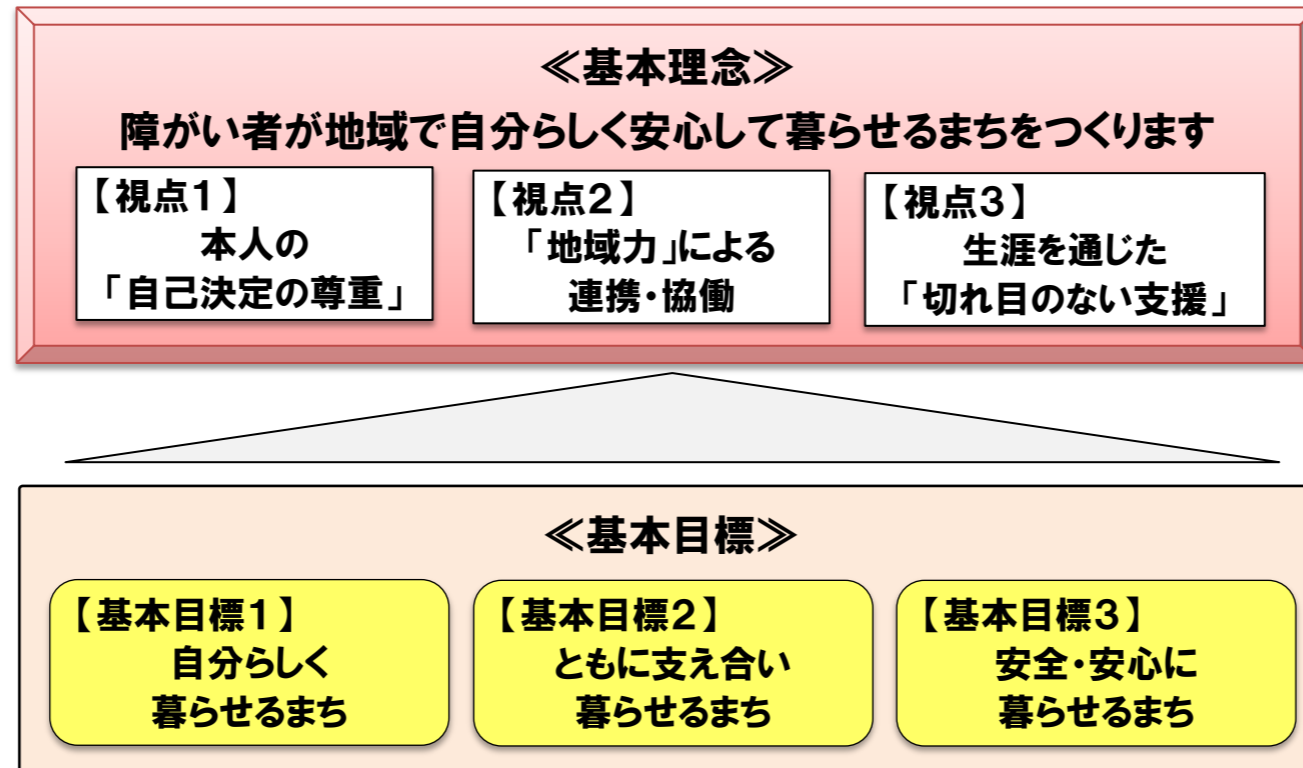 ≪基本理念≫
障がい者が地域で自分らしく安心して暮らせるまちをつくります
【視点１】
本人の
「自己決定の尊重」
【視点２】
「地域力」による
連携・協働
【視点３】
生涯を通じた
「切れ目のない支援」
≪基本目標≫
【基本目標１】
自分らしく
暮らせるまち
【基本目標２】
ともに支え合い
暮らせるまち
【基本目標３】
安全・安心に
暮らせるまち